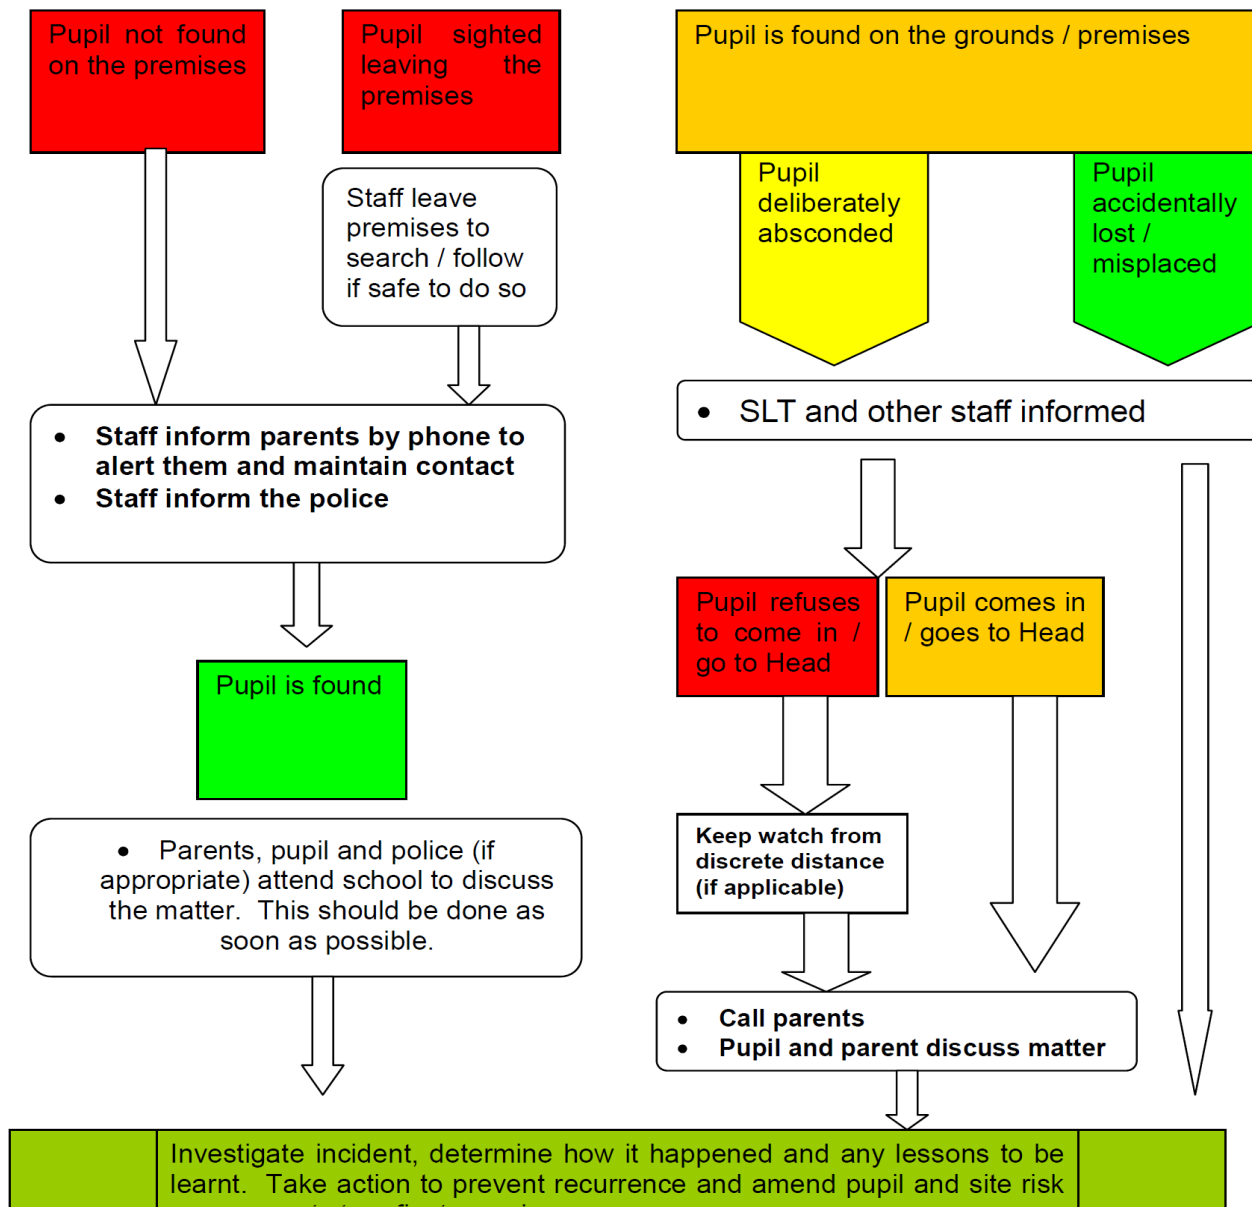 Pupil not found
on the premises
Pupil sighted
leaving the
premises
Pupil is found on the grounds / premises
Staff leave
premises to
search / follow
if safe to do so
Pupil
deliberately
absconded
Pupil
accidentally
lost /
misplaced
• SLT and other staff informed
• Staff inform parents by phone to
alert them and maintain contact
• Staff inform the police
Pupil refuses
to come in /
go to Head
Pupil comes in
/ goes to Head
Pupil is found
Keep watch from
discrete distance
(if applicable)
• Parents, pupil and police (if
appropriate) attend school to discuss
the matter. This should be done as
soon as possible.
• Call parents
• Pupil and parent discuss matter
Investigate incident, determine how it happened and any lessons to be
learnt. Take action to prevent recurrence and amend pupil and site risk